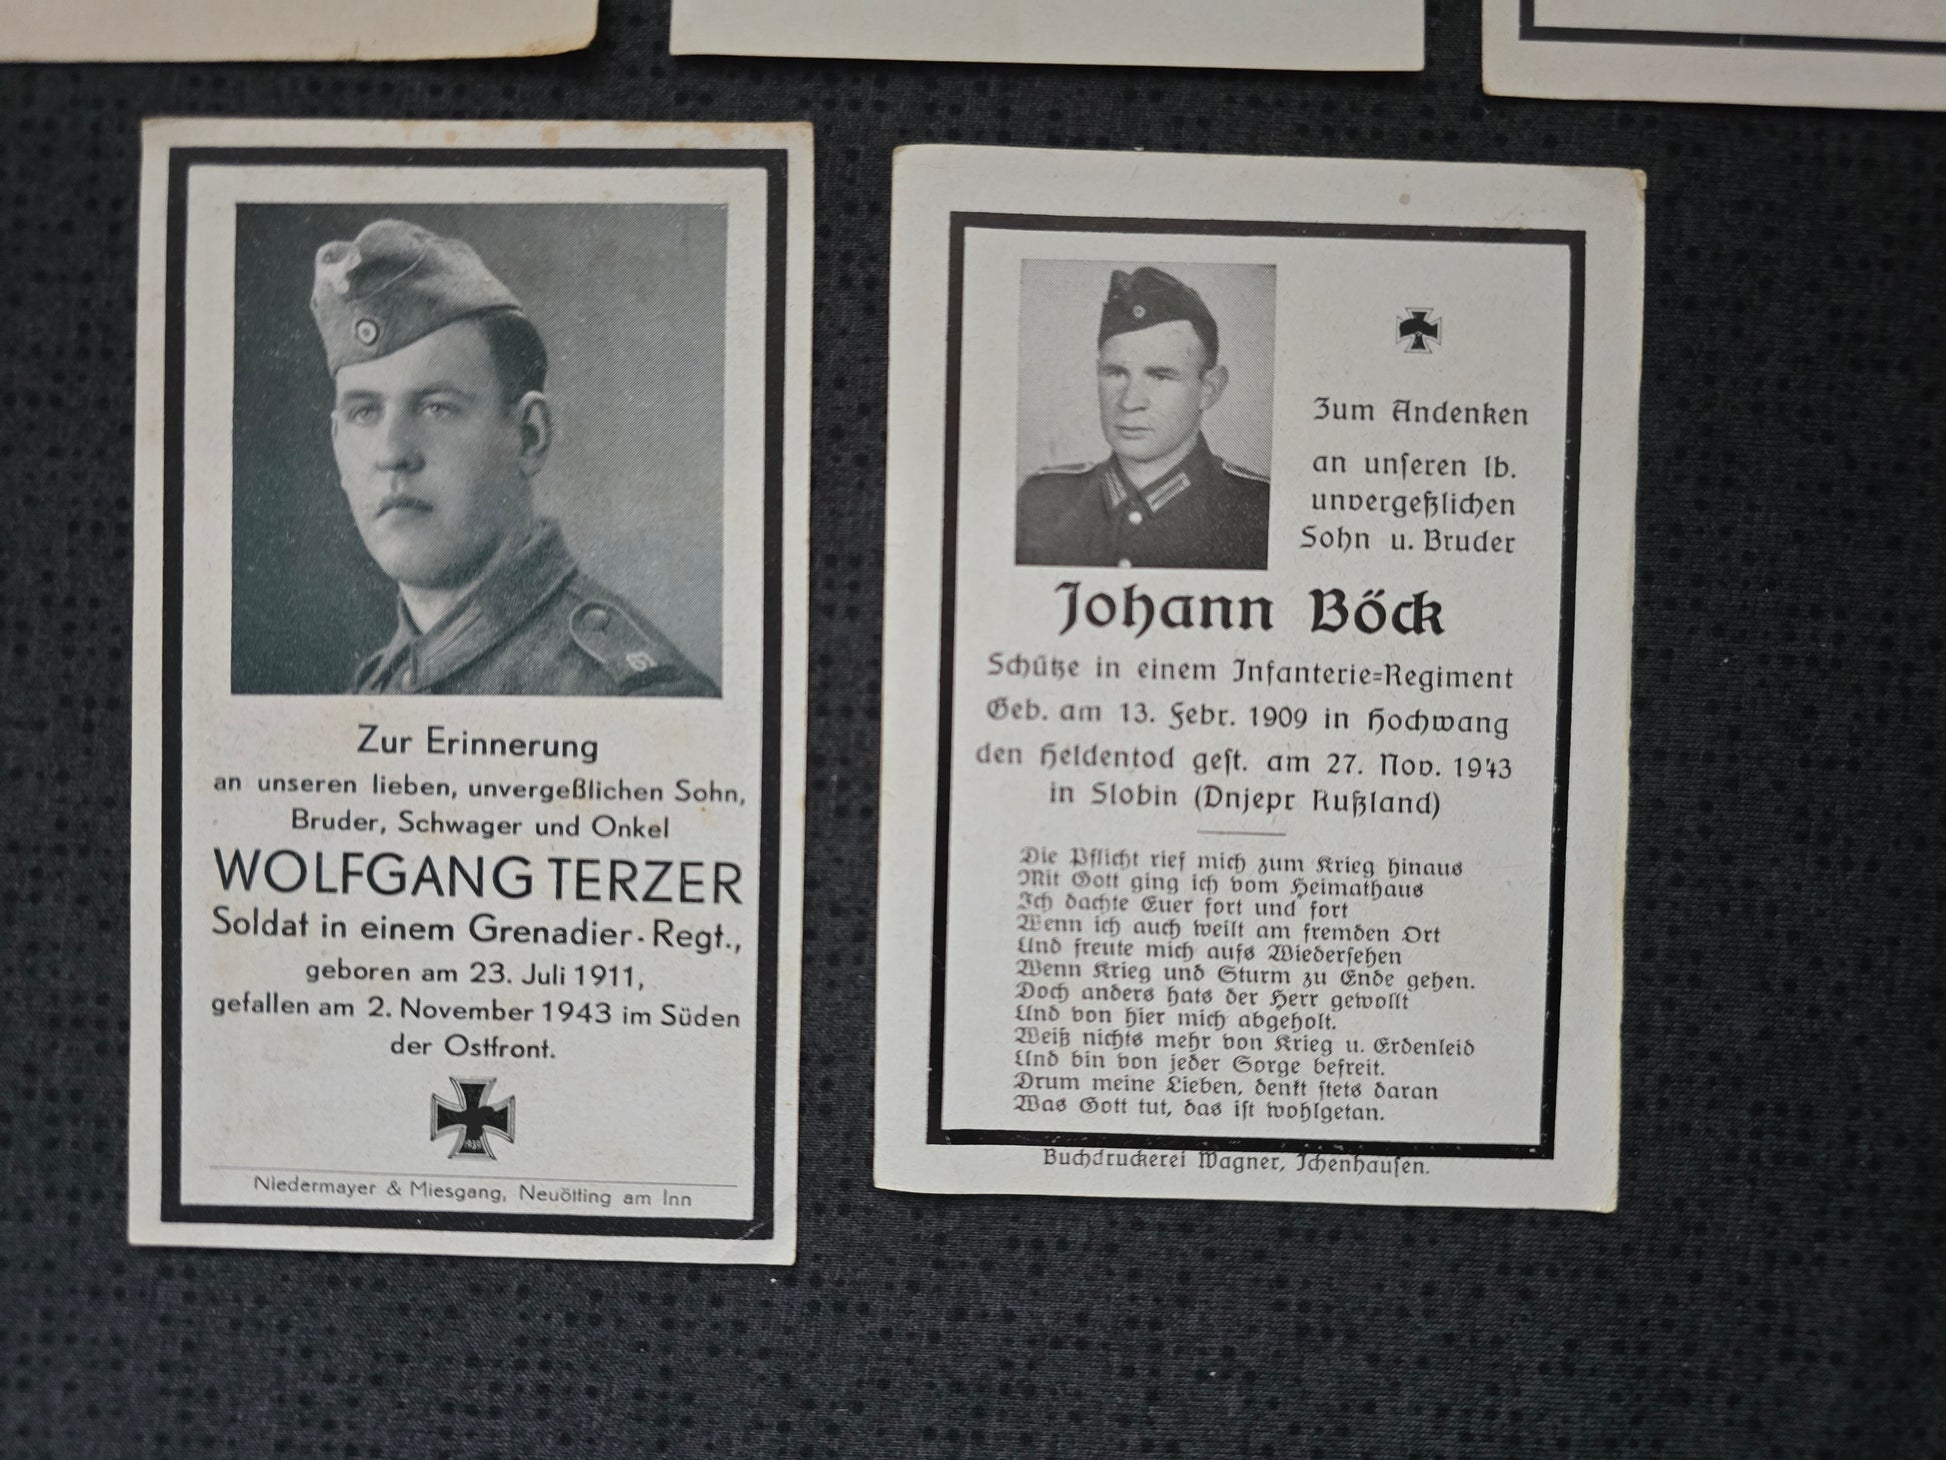 Zur Erinnerung
an unseren lieben, unvergeßlichen Sohn,
Bruder, Schwager und Onkel
WOLFGANG TERZER
Soldat in einem Grenadier-Regt.,
geboren am 23. Juli 1911,
gefallen am 2. November 1943 im Süden
der Ostfront.
1939
Niedermayer & Miesgang, Neuötting am Inn
Zum Andenken
an unseren lb.
unvergeßlichen
Sohn u. Bruder
Johann Böck
Schütze in einem Infanterie=Regiment
Geb. am 13. Febr. 1909 in Hochwang
den Heldentod gest. am 27. Nov. 1943
in Slobin (Dnjepr Rußland)
Die Pflicht rief mich zum Krieg hinaus
Mit Gott ging ich vom Heimathaus
Ich dachte Euer fort und fort
Wenn ich auch weilt am fremden Ort
Und freute mich aufs Wiedersehen
Wenn Krieg und Sturm zu Ende gehen.
Doch anders hats der Herr gewollt
Und von hier mich abgeholt.
Weiß nichts mehr von Krieg u. Erdenleid
Und bin von jeder Sorge befreit.
Drum meine Lieben, denkt stets daran
Was Gott tut, das ist wohlgetan.
Buchdruckerei Wagner, Ichenhausen.